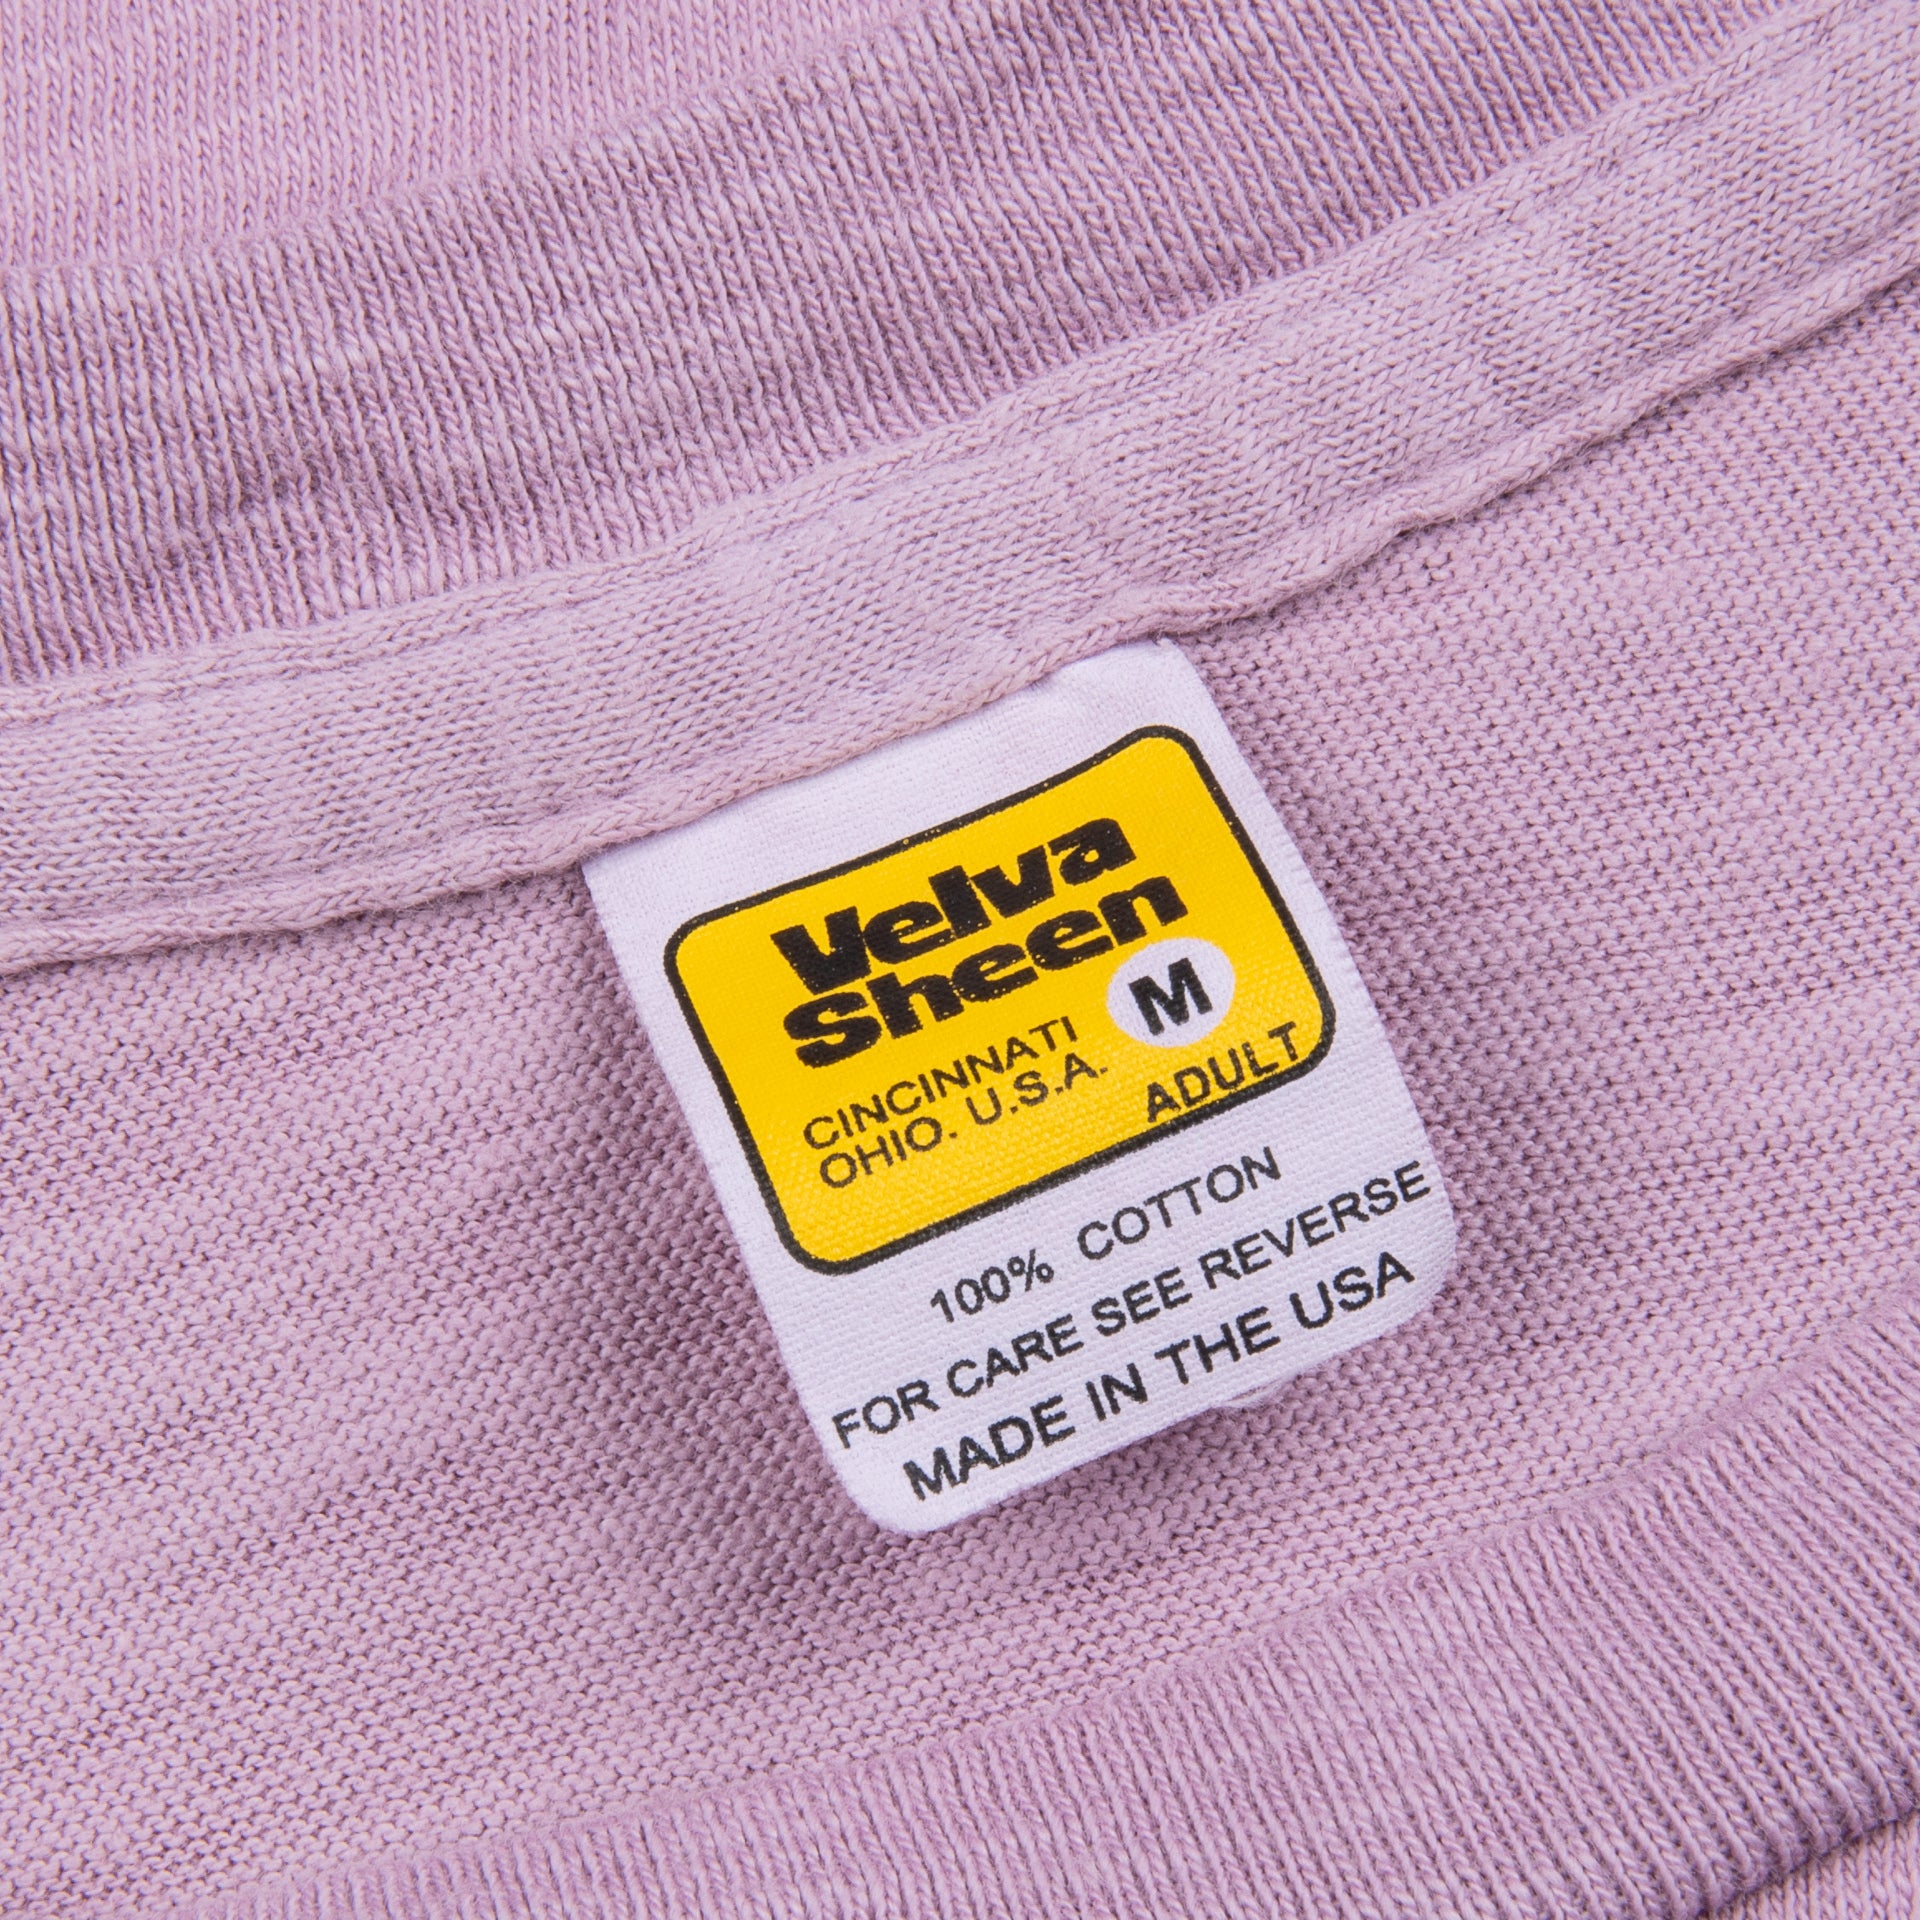 Velva
Sheen
M
CINCINNATI
OHIO. U.S.A.
ADULT
100% COTTON
FOR CARE SEE REVERSE
MADE IN THE USA